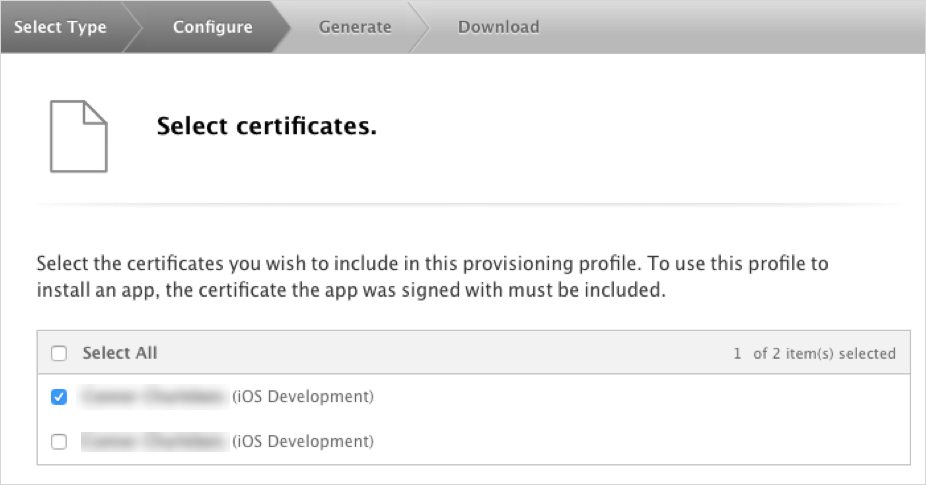 Select Type Configure Generate Download
Select certificates.
Select the certificates you wish to include in this provisioning profile. To use this profile to
install an app, the certificate the app was signed with must be included.
Select All 1 of 2 item(s) selected
(iOS Development)
(iOS Development)